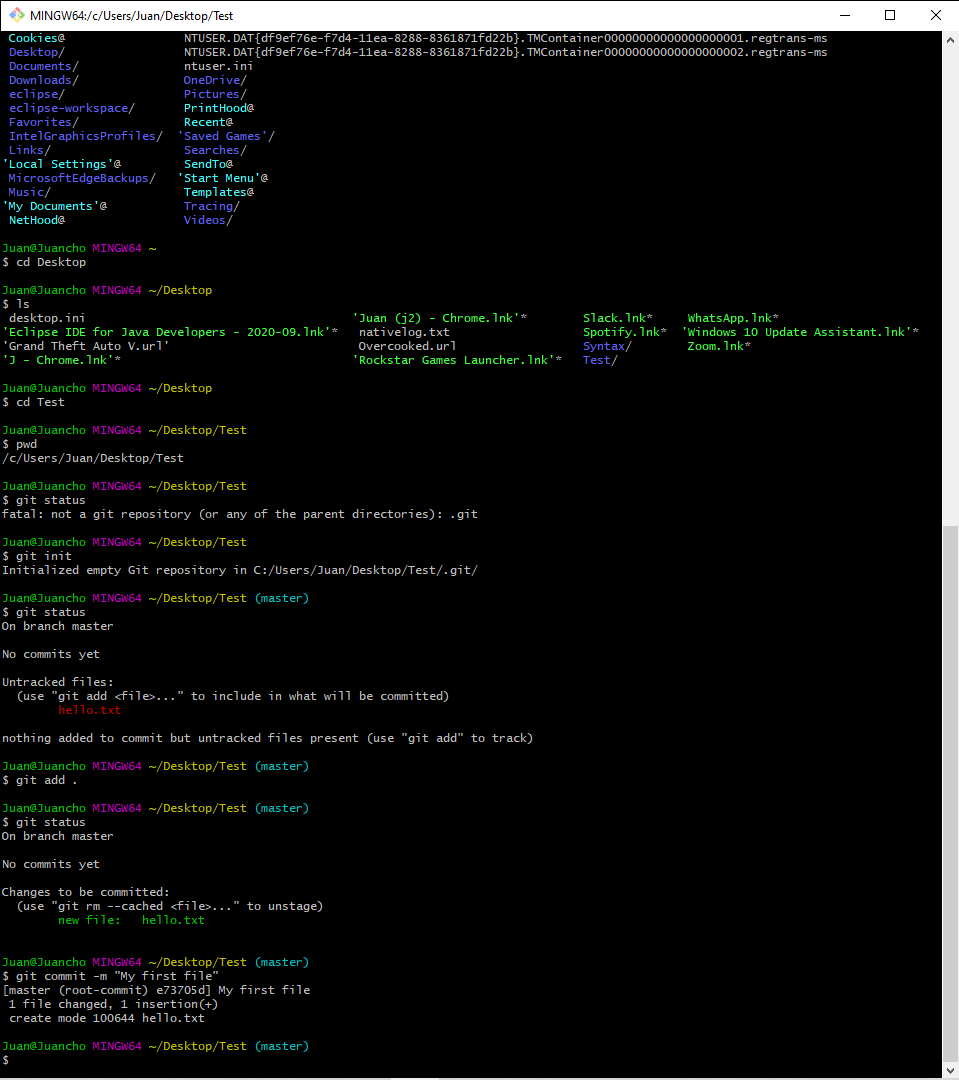 MINGW64:/c/Users/Juan/Desktop/Test
Cookies@ NTUSER.DAT{df9ef76e-f7d4-11ea-8288-8361871fd22b}.TMContainer00000000000000000001.regtrans-ms
Desktop/ NTUSER.DAT{df9ef76e-f7d4-11ea-8288-8361871fd22b}.TMContainer00000000000000000002.regtrans-ms
Documents/ ntuser.ini
Downloads/ OneDrive/
eclipse/ Pictures/
eclipse-workspace/ PrintHood@
Favorites/ Recent@
IntelGraphicsProfiles/ 'Saved Games'/
Links/ Searches/
'Local Settings'@ SendTo@
MicrosoftEdgeBackups/ 'Start Menu'@
Music/ Templates@
'My Documents'@ Tracing/
NetHood@ Videos/
Juan@Juancho MINGW64 ~
$ cd Desktop
Juan@Juancho MINGW64 ~/Desktop
$ ls
desktop.ini 'Juan (j2) - Chrome.lnk'* Slack.lnk* WhatsApp.lnk*
'Eclipse IDE for Java Developers - 2020-09.lnk'* nativelog.txt Spotify.lnk* 'Windows 10 Update Assistant.lnk'*
'Grand Theft Auto V.url' Overcooked.url Syntax/ Zoom.lnk*
'J - Chrome.lnk'* 'Rockstar Games Launcher.lnk'* Test/
Juan@Juancho MINGW64 ~/Desktop
$ cd Test
Juan@Juancho MINGW64 ~/Desktop/Test
$ pwd
/c/Users/Juan/Desktop/Test
Juan@Juancho MINGW64 ~/Desktop/Test
$ git status
fatal: not a git repository (or any of the parent directories): .git
Juan@Juancho MINGW64 ~/Desktop/Test
$ git init
Initialized empty Git repository in C:/Users/Juan/Desktop/Test/.git/
Juan@Juancho MINGW64 ~/Desktop/Test (master)
$ git status
On branch master
No commits yet
Untracked files:
(use "git add <file>..." to include in what will be committed)
hello.txt
nothing added to commit but untracked files present (use "git add" to track)
Juan@Juancho MINGW64 ~/Desktop/Test (master)
$ git add .
Juan@Juancho MINGW64 ~/Desktop/Test (master)
$ git status
On branch master
No commits yet
Changes to be committed:
(use "git rm --cached <file>..." to unstage)
new file: hello.txt
Juan@Juancho MINGW64 ~/Desktop/Test (master)
$ git commit -m "My first file"
[master (root-commit) e73705d] My first file
1 file changed, 1 insertion(+)
create mode 100644 hello.txt
Juan@Juancho MINGW64 ~/Desktop/Test (master)
$